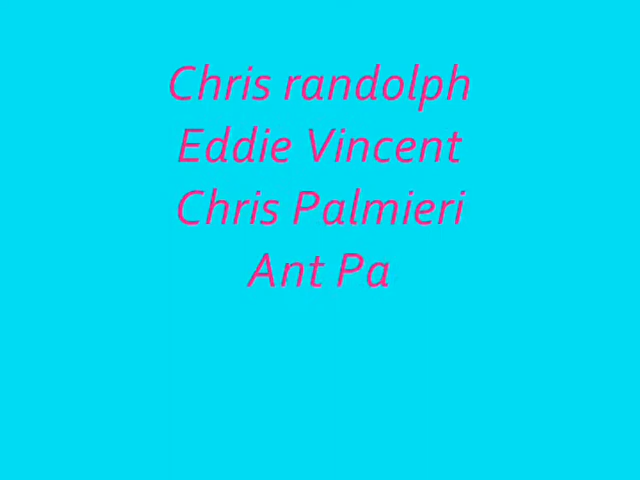 Chris randolph
Eddie Vincent
Chris Palmieri
Ant Pa